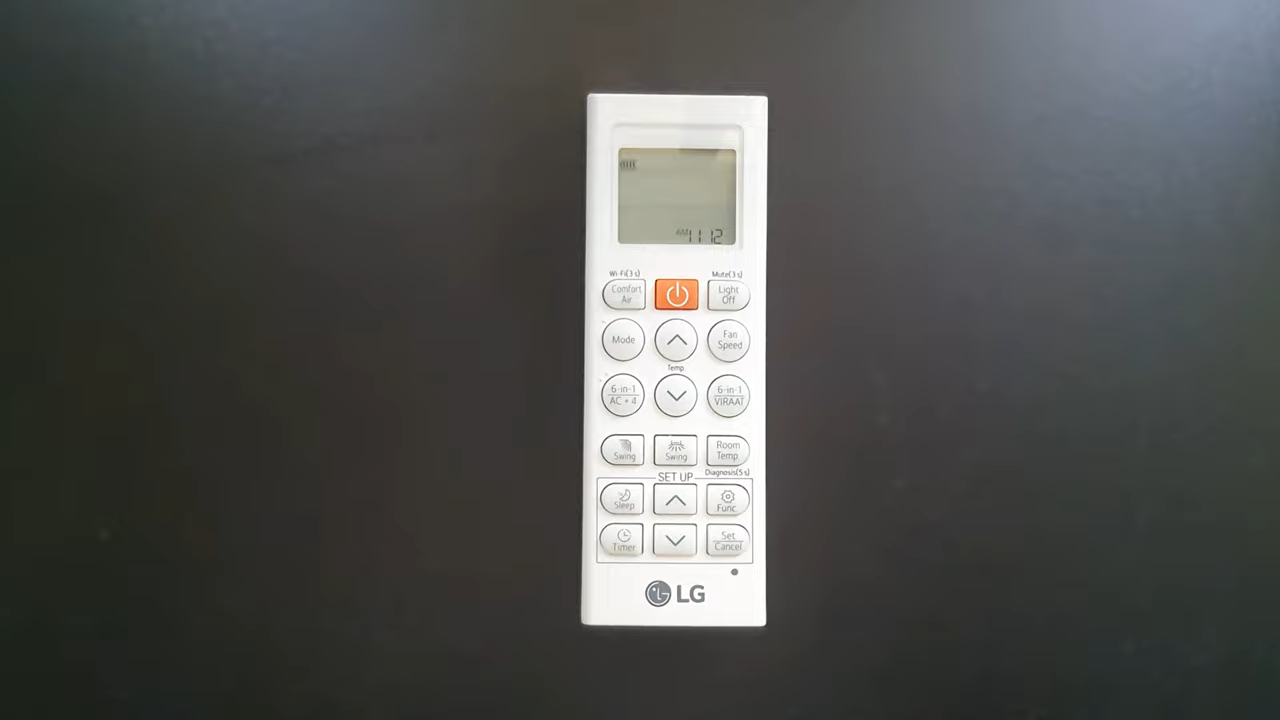 AM 11:12
Wi-Fi(3 s)
Mute(3 s)
Comfort
Air
Light
Off
Mode
Fan
Speed
Temp
6-in-1
AC + 4
6-in-1
VIRAAT
Swing
Swing
Room
Temp
Diagnosis(5 s)
SET UP
Sleep
Func.
Timer
Set
Cancel
LG